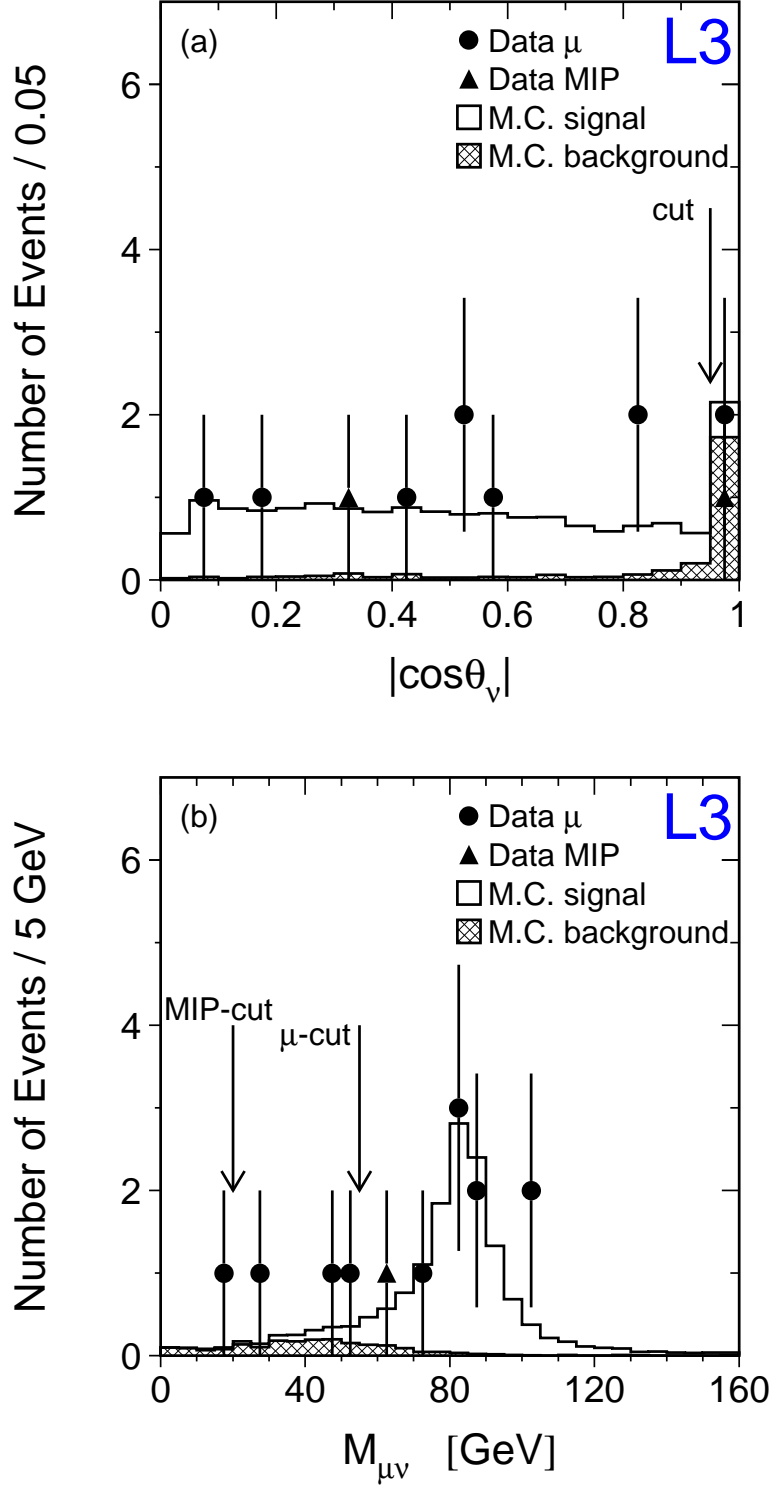 (a)
L3
Data μ
Data MIP
M.C. signal
M.C. background
cut
Number of Events / 0.05
6
4
2
0
0 0.2 0.4 0.6 0.8 1
|cosθν|
(b)
L3
Data μ
Data MIP
M.C. signal
M.C. background
MIP-cut
μ-cut
Number of Events / 5 GeV
6
4
2
0
0 40 80 120 160
Mμν [GeV]